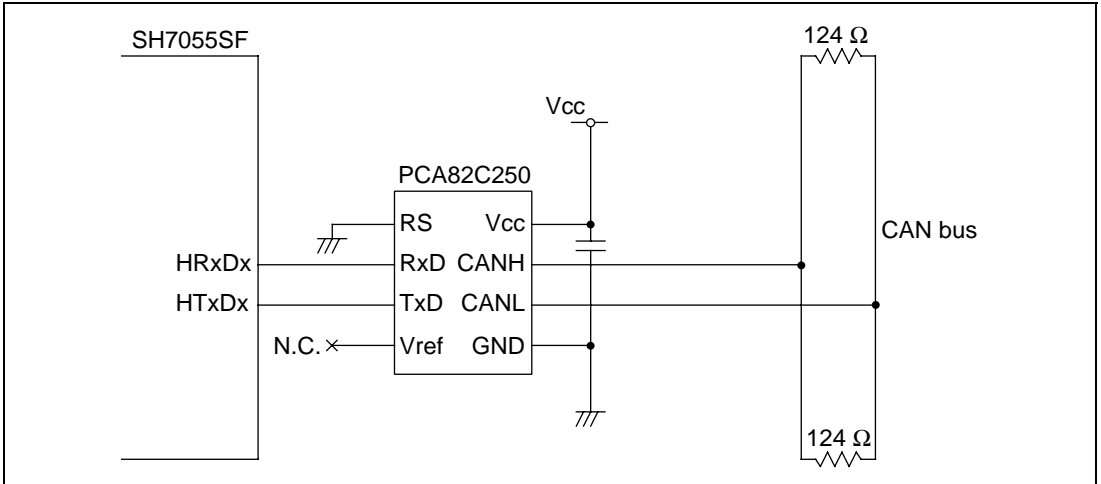 SH7055SF
124 Ω
Vcc
PCA82C250
RS Vcc
CAN bus
HRxDx RxD CANH
HTxDx TxD CANL
N.C. Vref GND
124 Ω